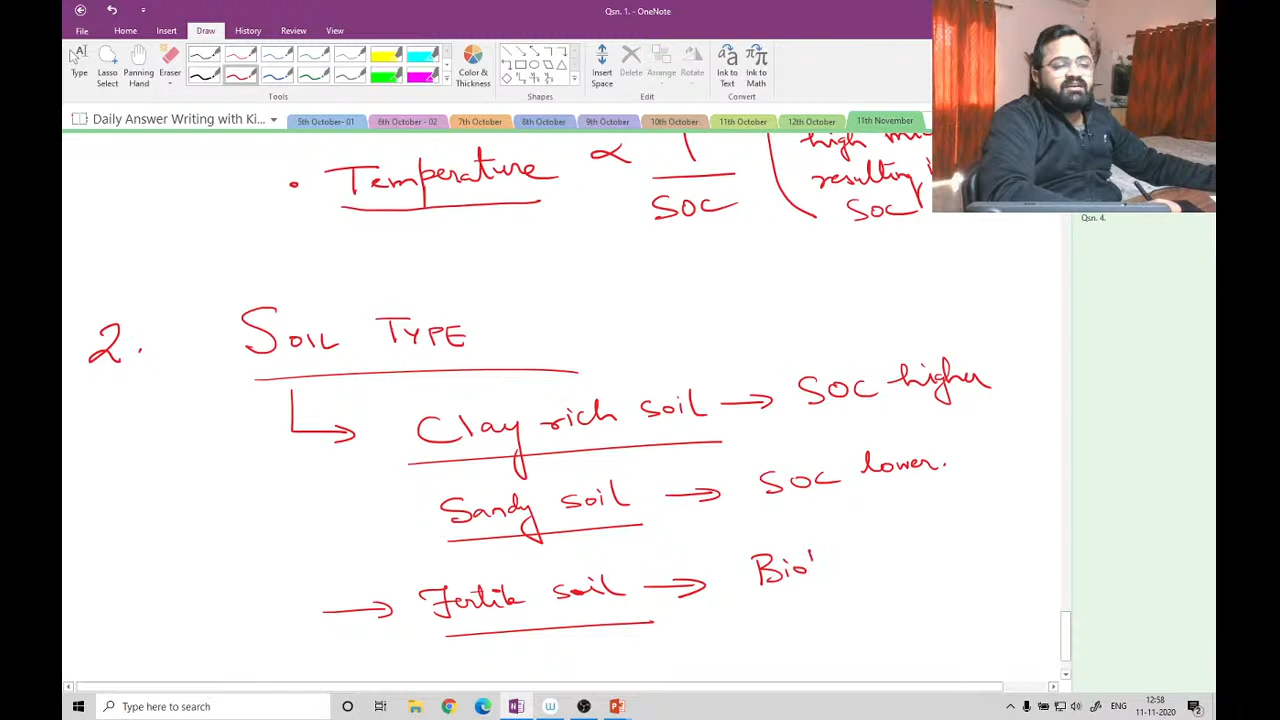 Qsn. 1. - OneNote
File Home Insert Draw History Review View
Type Lasso Select Panning Hand Eraser Color & Thickness Insert Space Delete Arrange Rotate Ink to Text Ink to Math
Tools Shapes Edit Convert
Daily Answer Writing with Ki... 5th October- 01 6th October - 02 7th October 8th October 9th October 10th October. 11th October 12th October 11th November
high
• Temperature ∝ 1/SOC resulting
SOC
Qsn. 4.
2. SOIL TYPE
Clay rich soil → SOC higher
Sandy soil → SOC lower.
→ Fertile soil → Bio
Type here to search
ENG
12:58
11-11-2020
2